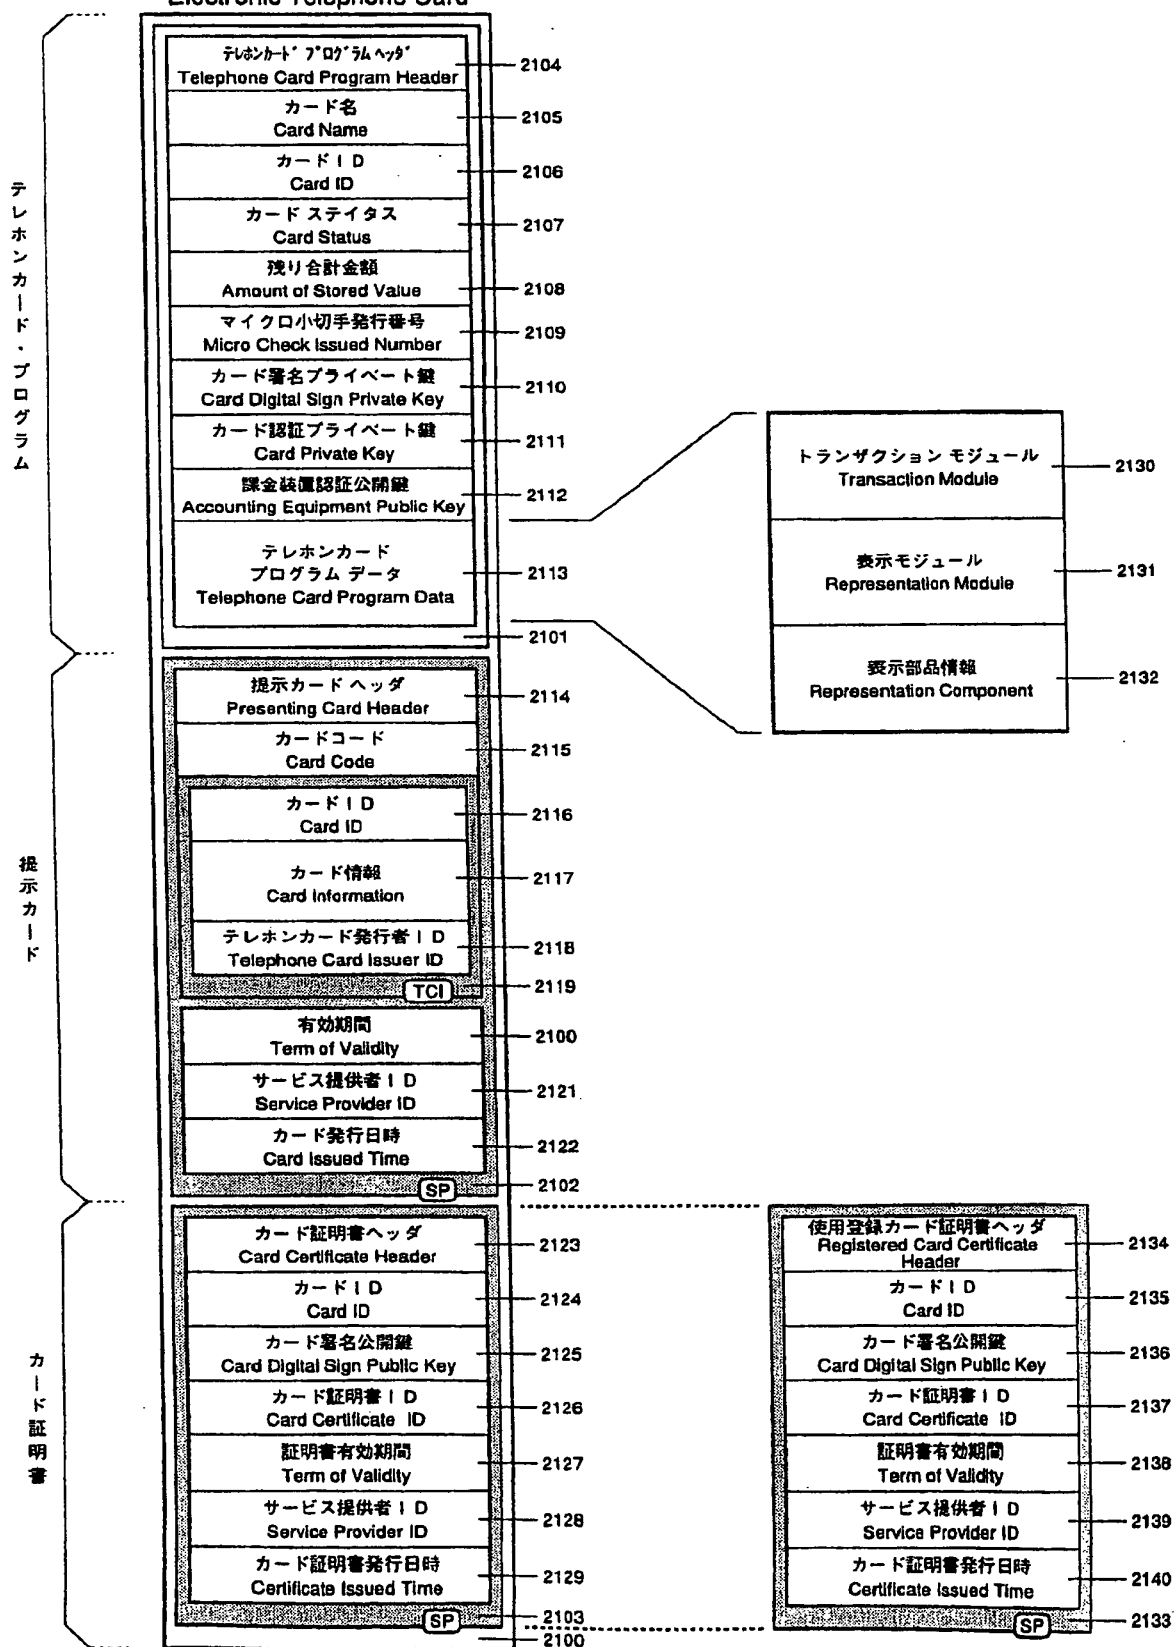 Electronic Telephone Card
テレホンカード・プログラム
テレホンカード プログラム ヘッダ
Telephone Card Program Header
2104
カード名
Card Name
2105
カードID
Card ID
2106
カード ステイタス
Card Status
2107
残り合計金額
Amount of Stored Value
2108
マイクロ小切手発行番号
Micro Check Issued Number
2109
カード署名プライベート鍵
Card Digital Sign Private Key
2110
カード認証プライベート鍵
Card Private Key
2111
課金装置認証公開鍵
Accounting Equipment Public Key
2112
テレホンカード
プログラム データ
Telephone Card Program Data
2113
2101
トランザクション モジュール
Transaction Module
2130
表示モジュール
Representation Module
2131
表示部品情報
Representation Component
2132
提示カード
提示カード ヘッダ
Presenting Card Header
2114
カードコード
Card Code
2115
カードID
Card ID
2116
カード情報
Card Information
2117
テレホンカード発行者ID
Telephone Card Issuer ID
2118
TCI
2119
有効期間
Term of Validity
2100
サービス提供者ID
Service Provider ID
2121
カード発行日時
Card Issued Time
2122
SP
2102
カード証明書
カード証明書ヘッダ
Card Certificate Header
2123
カードID
Card ID
2124
カード署名公開鍵
Card Digital Sign Public Key
2125
カード証明書ID
Card Certificate ID
2126
証明書有効期間
Term of Validity
2127
サービス提供者ID
Service Provider ID
2128
カード証明書発行日時
Certificate Issued Time
2129
SP
2103
2100
使用登録カード証明書ヘッダ
Registered Card Certificate
Header
2134
カードID
Card ID
2135
カード署名公開鍵
Card Digital Sign Public Key
2136
カード証明書ID
Card Certificate ID
2137
証明書有効期間
Term of Validity
2138
サービス提供者ID
Service Provider ID
2139
カード証明書発行日時
Certificate Issued Time
2140
SP
2133